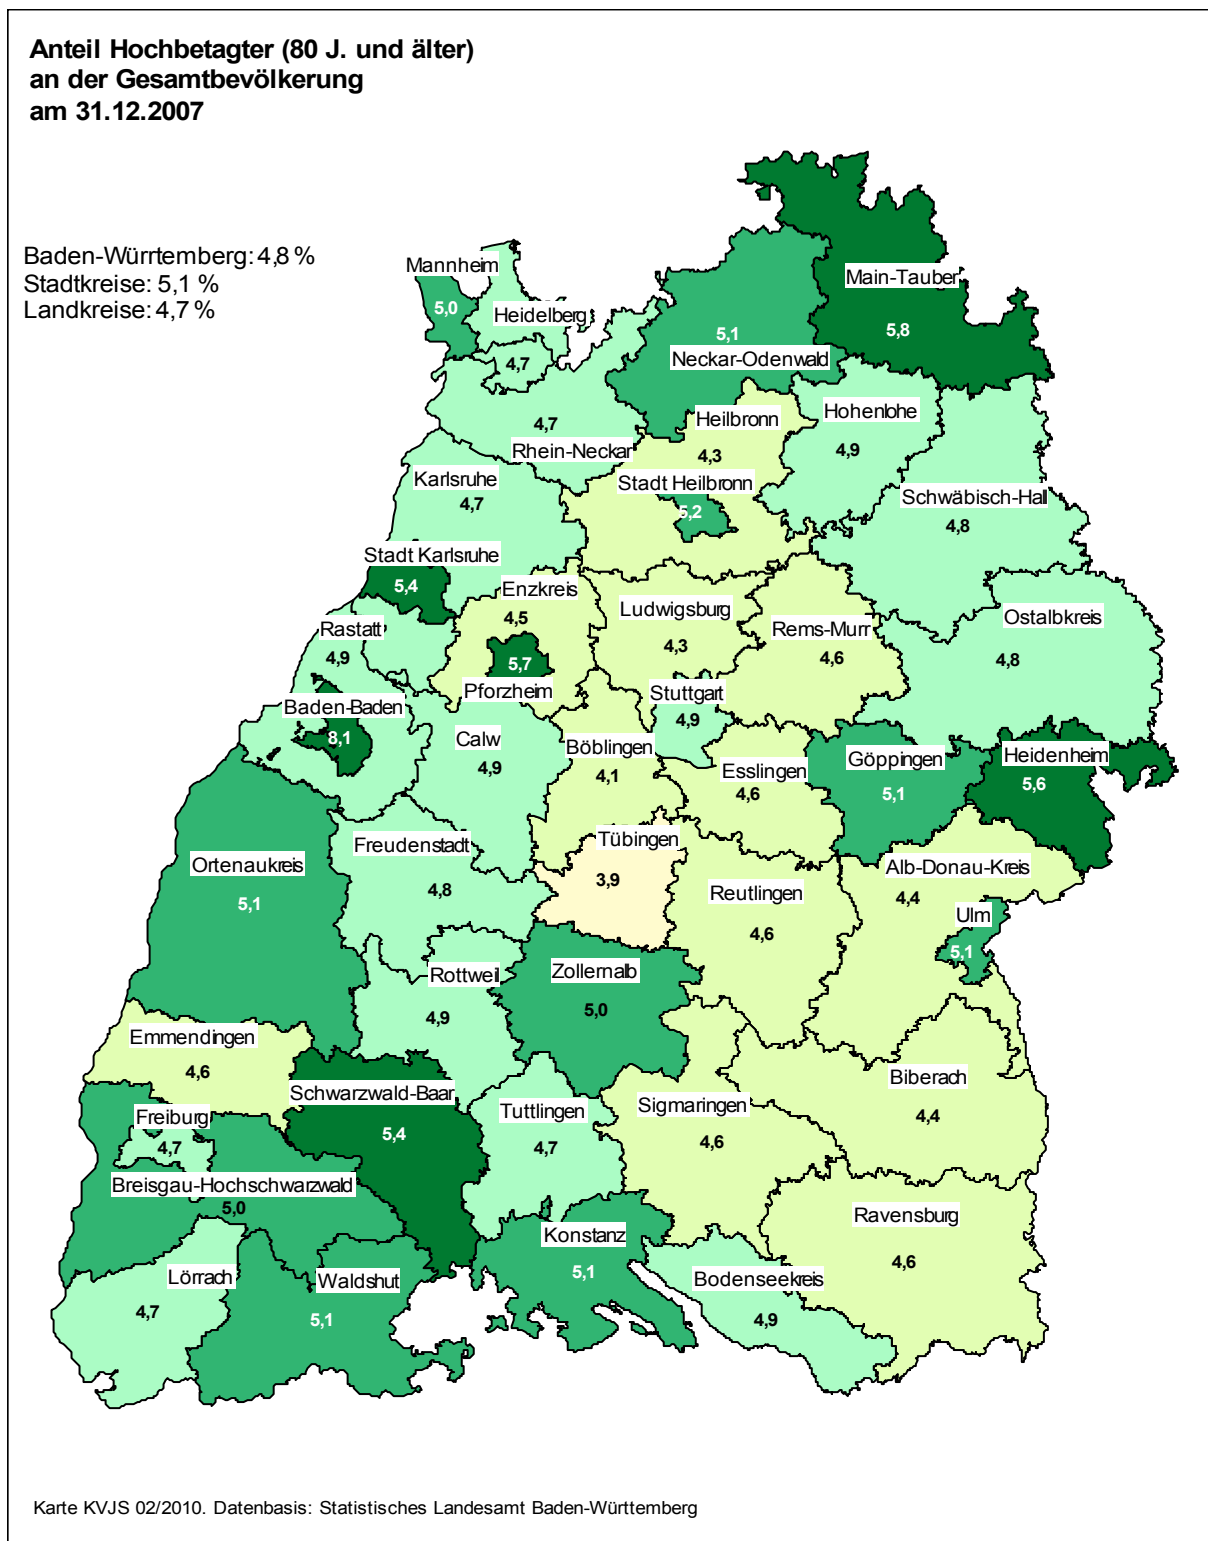 Anteil Hochbetagter (80 J. und älter)
an der Gesamtbevölkerung
am 31.12.2007
Baden-Würrtemberg: 4,8 %
Stadtkreise: 5,1 %
Landkreise: 4,7 %
Mannheim
5,0
Heidelberg
4,7
Main-Tauber
5,8
5,1
Neckar-Odenwald
4,7
Rhein-Neckar
Heilbronn
4,3
Hohenlohe
4,9
Karlsruhe
4,7
Stadt Heilbronn
5,2
Schwäbisch-Hall
4,8
Stadt Karlsruhe
5,4
Enzkreis
4,5
Ludwigsburg
4,3
Rems-Murr
4,6
Ostalbkreis
4,8
Rastatt
4,9
5,7
Pforzheim
Stuttgart
4,9
Baden-Baden
8,1
Calw
4,9
Böblingen
4,1
Esslingen
4,6
Göppingen
5,1
Heidenheim
5,6
Freudenstadt
4,8
Tübingen
3,9
Ortenaukreis
5,1
Reutlingen
4,6
Alb-Donau-Kreis
4,4
Ulm
5,1
Rottweil
4,9
Zollernalb
5,0
Emmendingen
4,6
Schwarzwald-Baar
5,4
Tuttlingen
4,7
Sigmaringen
4,6
Biberach
4,4
Freiburg
4,7
Breisgau-Hochschwarzwald
5,0
Konstanz
5,1
Ravensburg
4,6
Lörrach
4,7
Waldshut
5,1
Bodenseekreis
4,9
Karte KVJS 02/2010. Datenbasis: Statistisches Landesamt Baden-Württemberg